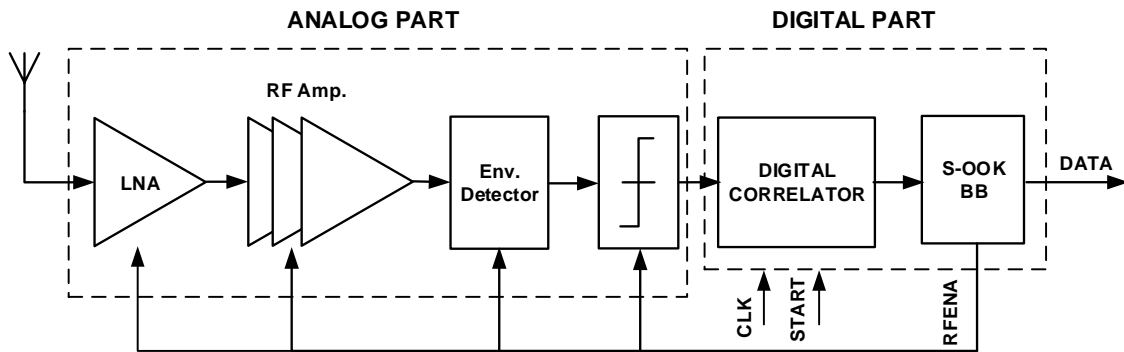 ANALOG PART
DIGITAL PART
RF Amp.
LNA
Env.
Detector
DIGITAL
CORRELATOR
S-OOK
BB
DATA
CLK
START
RFENA